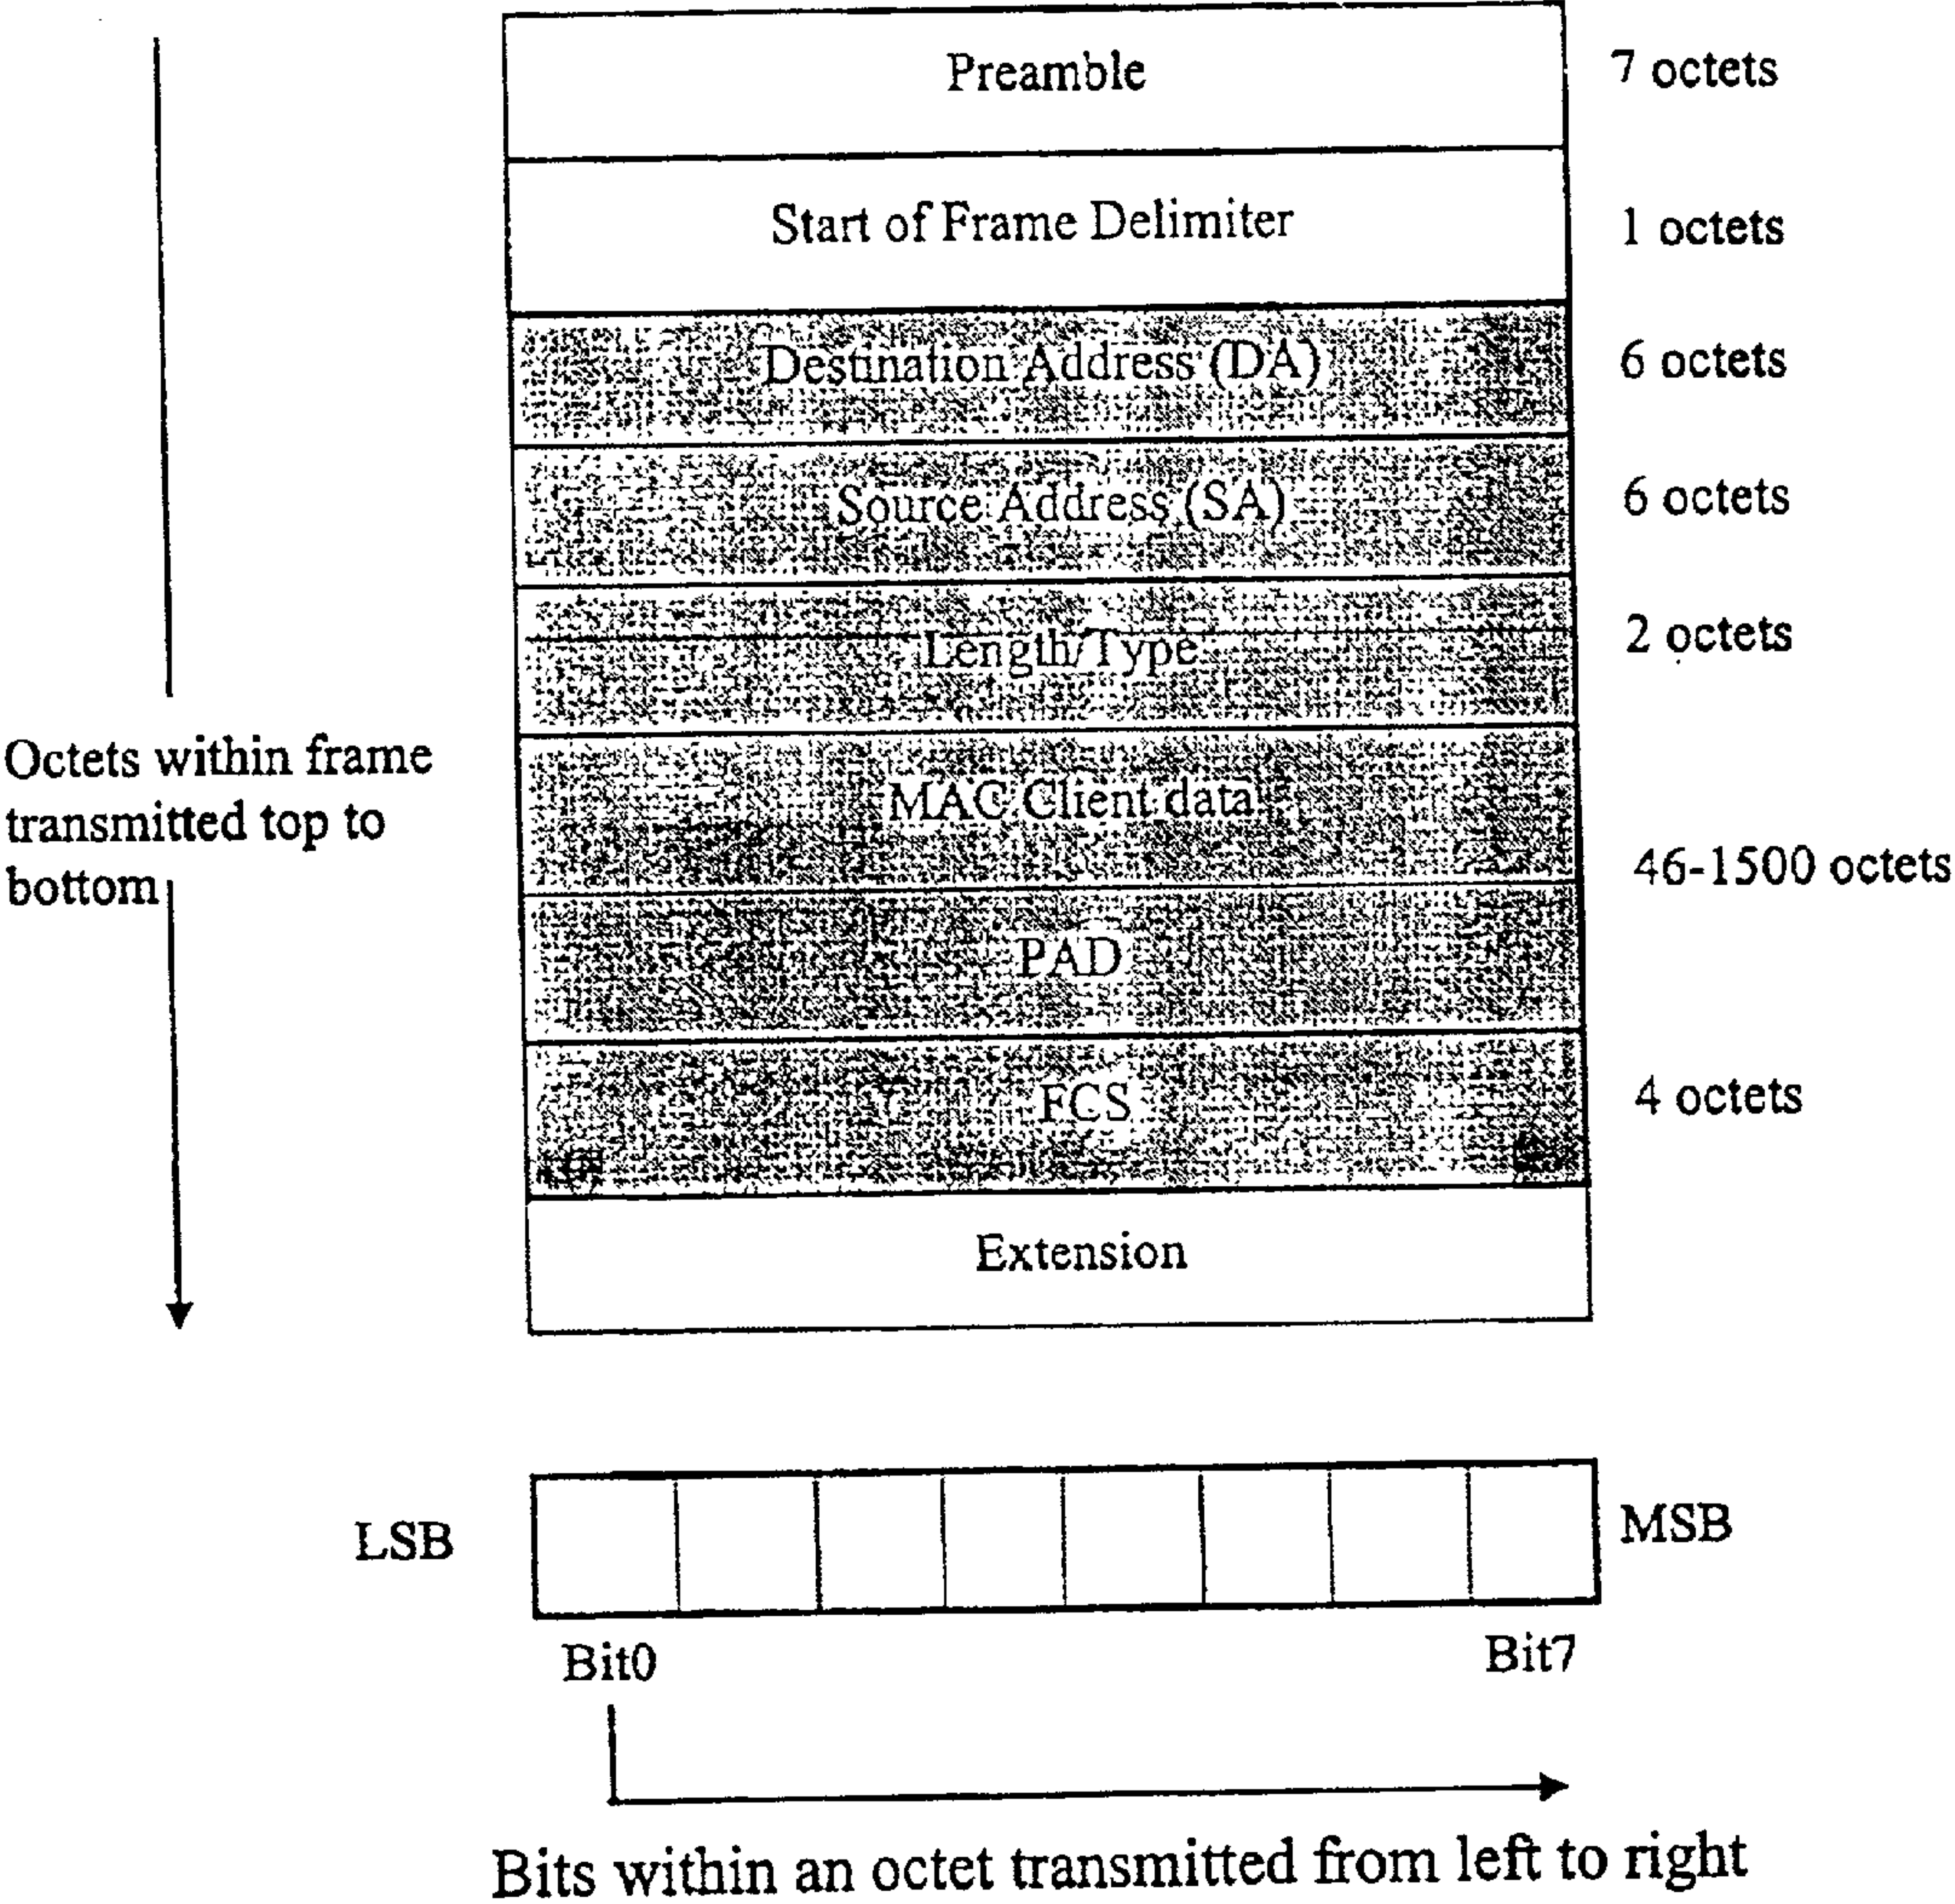 Preamble
7 octets
Start of Frame Delimiter
1 octets
Destination Address (DA)
6 octets
Source Address (SA)
6 octets
Length/Type
2 octets
Octets within frame
transmitted top to
bottom
MAC Client data
46-1500 octets
PAD
FCS
4 octets
Extension
LSB
MSB
Bit0
Bit7
Bits within an octet transmitted from left to right